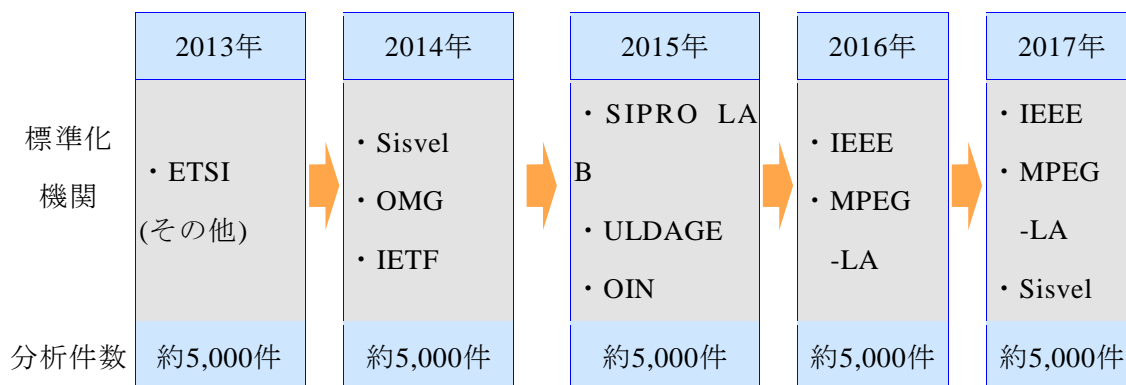 2013年 2014年 2015年 2016年 2017年
標準化
機関
・ETSI
(その他)
・Sisvel
・OMG
・IETF
・SIPRO LA
B
・ULDAGE
・OIN
・IEEE
・MPEG
-LA
・IEEE
・MPEG
-LA
・Sisvel
分析件数 約5,000件 約5,000件 約5,000件 約5,000件 約5,000件